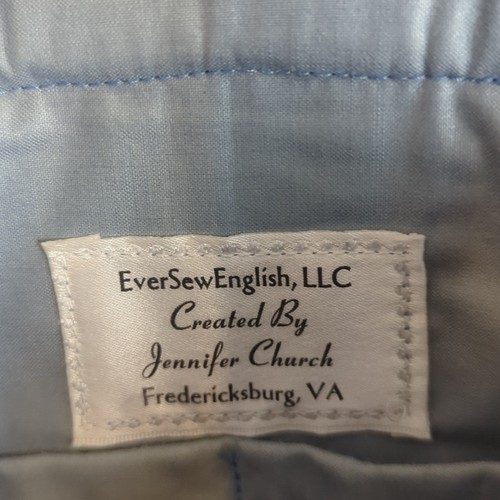 EverSewEnglish, LLC
Created By
Jennifer Church
Fredericksburg, VA